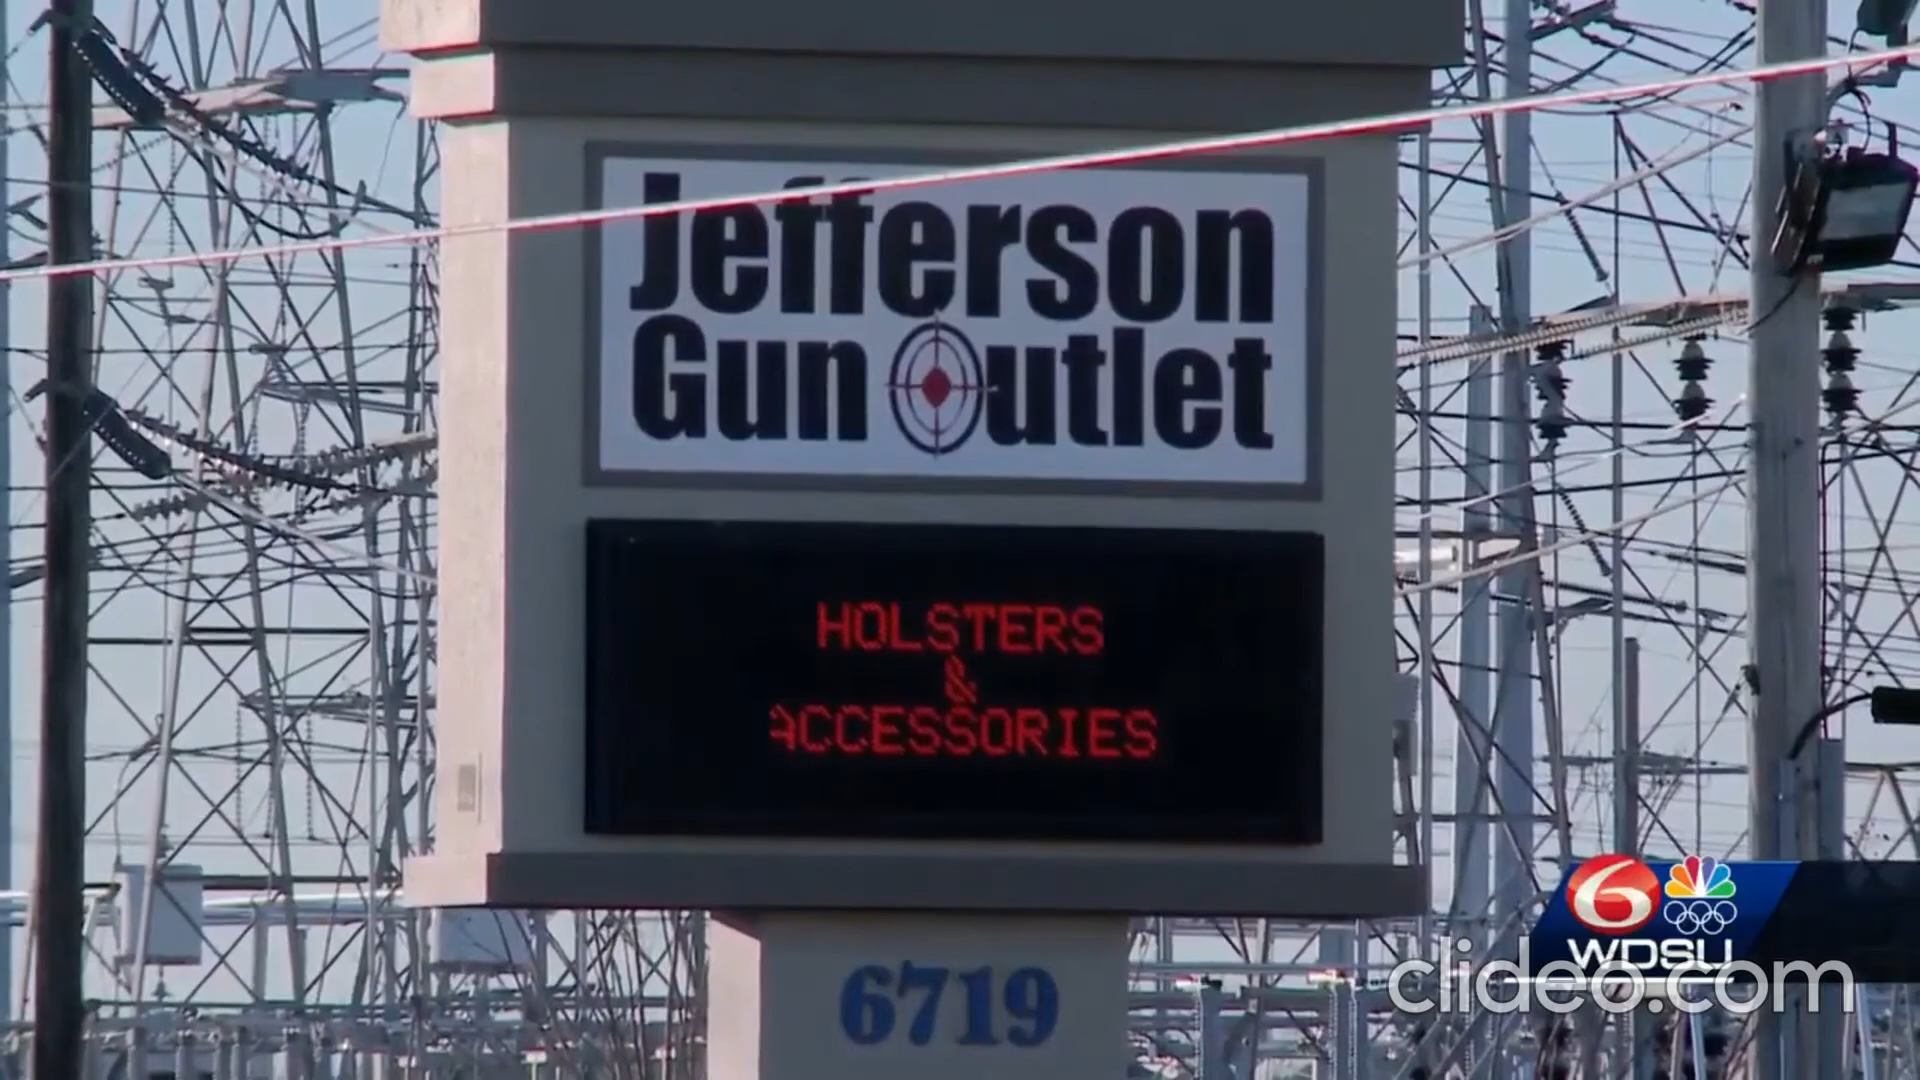 Jefferson
Gun Outlet
HOLSTERS
&
ACCESSORIES
6719
6
WDSU
clideo.com